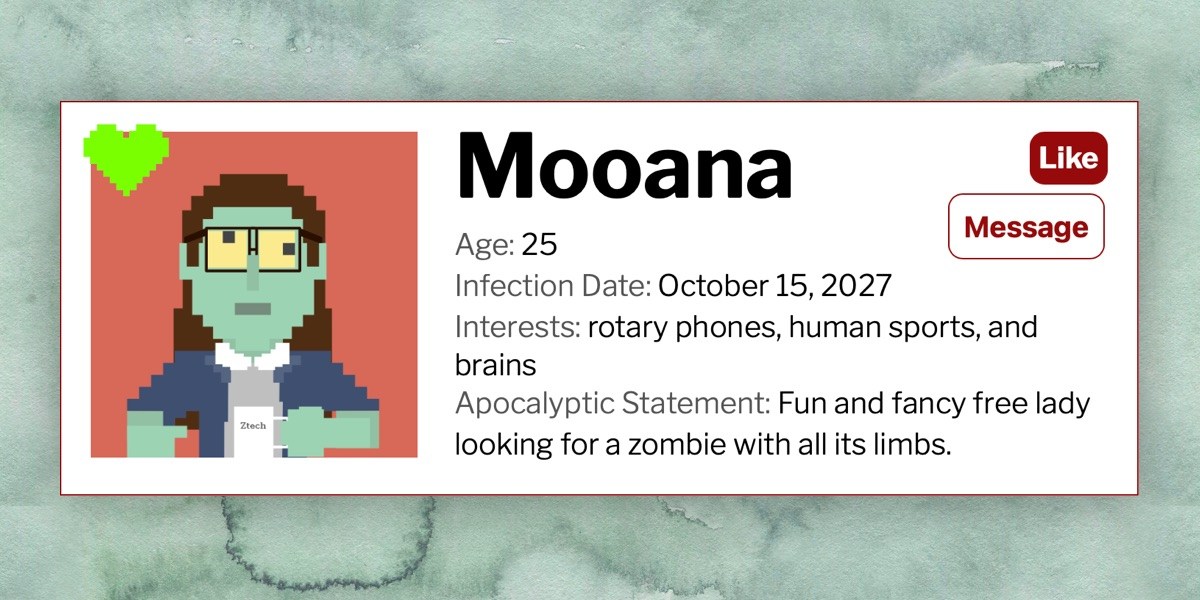 Mooana
Like
Message
Age: 25
Infection Date: October 15, 2027
Interests: rotary phones, human sports, and
brains
Apocalyptic Statement: Fun and fancy free lady
looking for a zombie with all its limbs.
Ztech